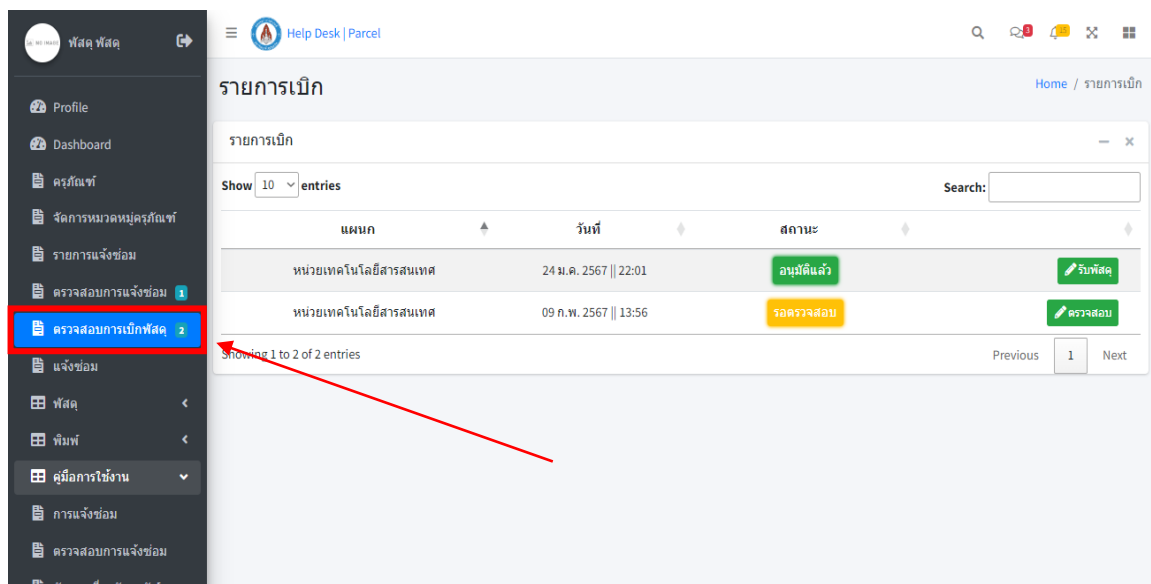 NO IMAGE
พัสดุ พัสดุ
Profile
Dashboard
ครุภัณฑ์
จัดการหมวดหมู่ครุภัณฑ์
รายการแจ้งซ่อม
ตรวจสอบการแจ้งซ่อม 1
ตรวจสอบการเบิกพัสดุ 2
แจ้งซ่อม
พัสดุ
พิมพ์
คู่มือการใช้งาน
การแจ้งซ่อม
ตรวจสอบการแจ้งซ่อม
Help Desk | Parcel
3
15
รายการเบิก
Home / รายการเบิก
รายการเบิก
Show 10 entries
Search:
แผนก วันที่ สถานะ
หน่วยเทคโนโลยีสารสนเทศ 24 ม.ค. 2567 || 22:01 อนุมัติแล้ว รับพัสดุ
หน่วยเทคโนโลยีสารสนเทศ 09 ก.พ. 2567 || 13:56 รอตรวจสอบ ตรวจสอบ
Showing 1 to 2 of 2 entries
Previous 1 Next